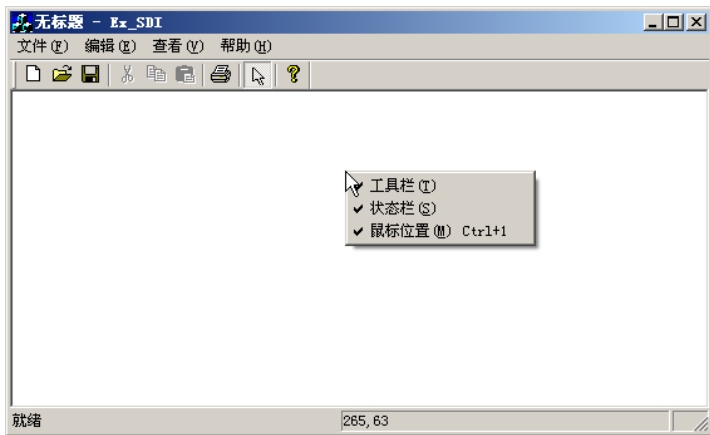 无标题 - Ex_SDI
文件(F) 编辑(E) 查看(V) 帮助(H)
工具栏(T)
状态栏(S)
鼠标位置(M) Ctrl+1
就绪 265,63